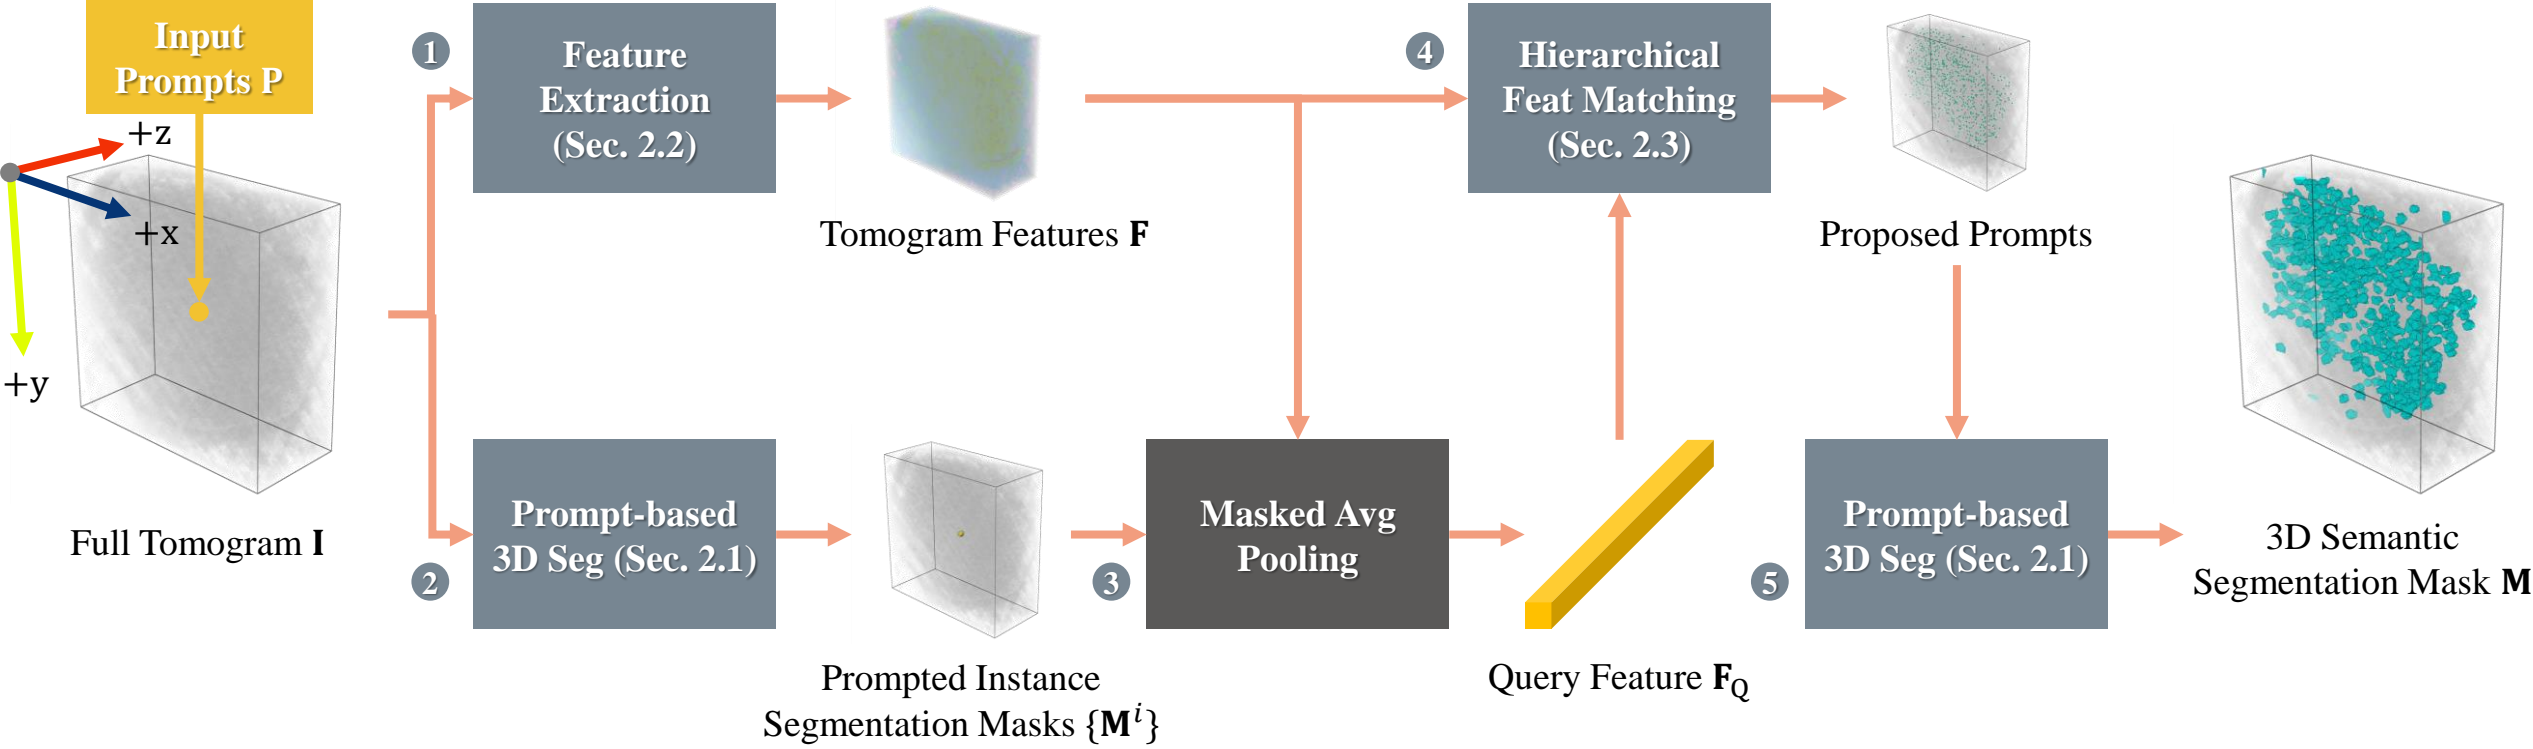 Input
Prompts P
+z
+x
+y
Full Tomogram I
1
Feature
Extraction
(Sec. 2.2)
Tomogram Features F
2
Prompt-based
3D Seg (Sec. 2.1)
Prompted Instance
Segmentation Masks {Mⁱ}
3
Masked Avg
Pooling
Query Feature F_Q
4
Hierarchical
Feat Matching
(Sec. 2.3)
Proposed Prompts
5
Prompt-based
3D Seg (Sec. 2.1)
3D Semantic
Segmentation Mask M